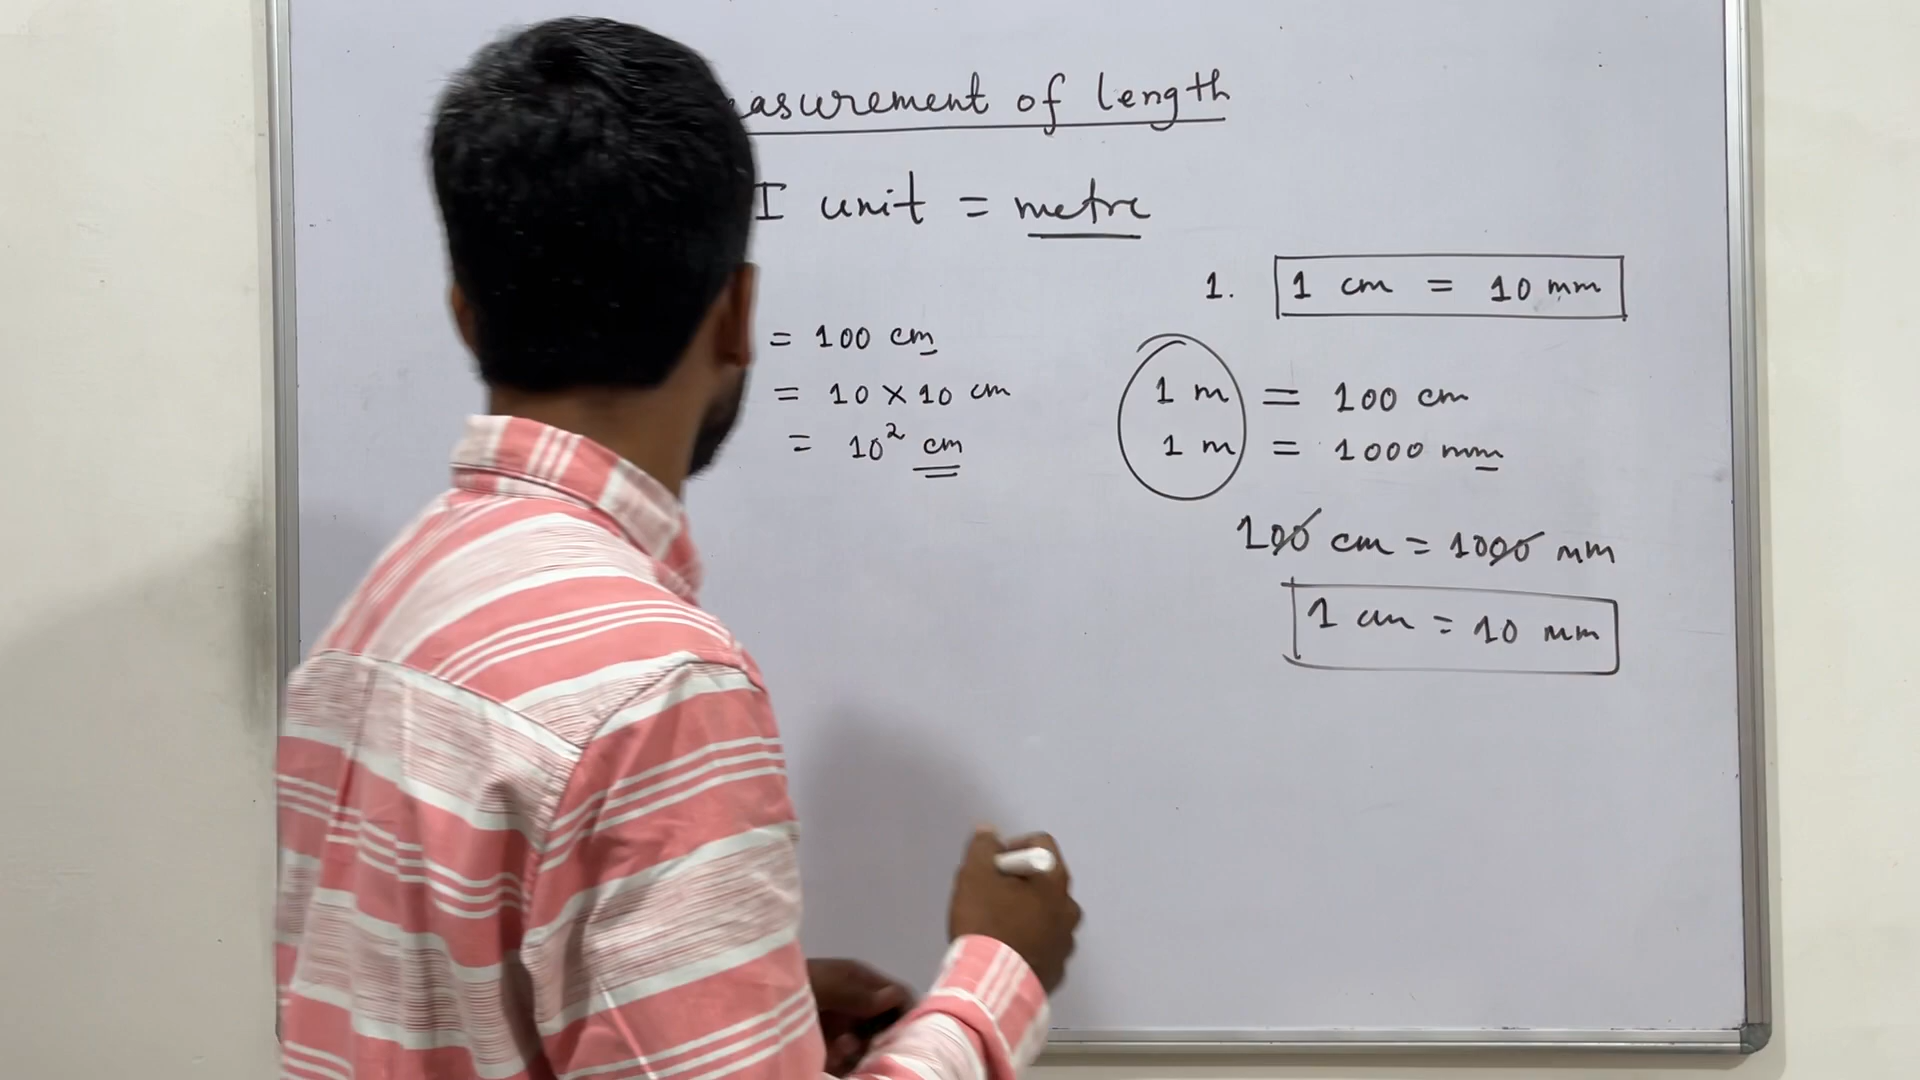 of length
I unit = metre
= 100 cm
= 10 × 10 cm
= 10² cm
1. 1 cm = 10 mm
1 m = 100 cm
1 m = 1000 mm
100 cm = 1000 mm
1 cm = 10 mm